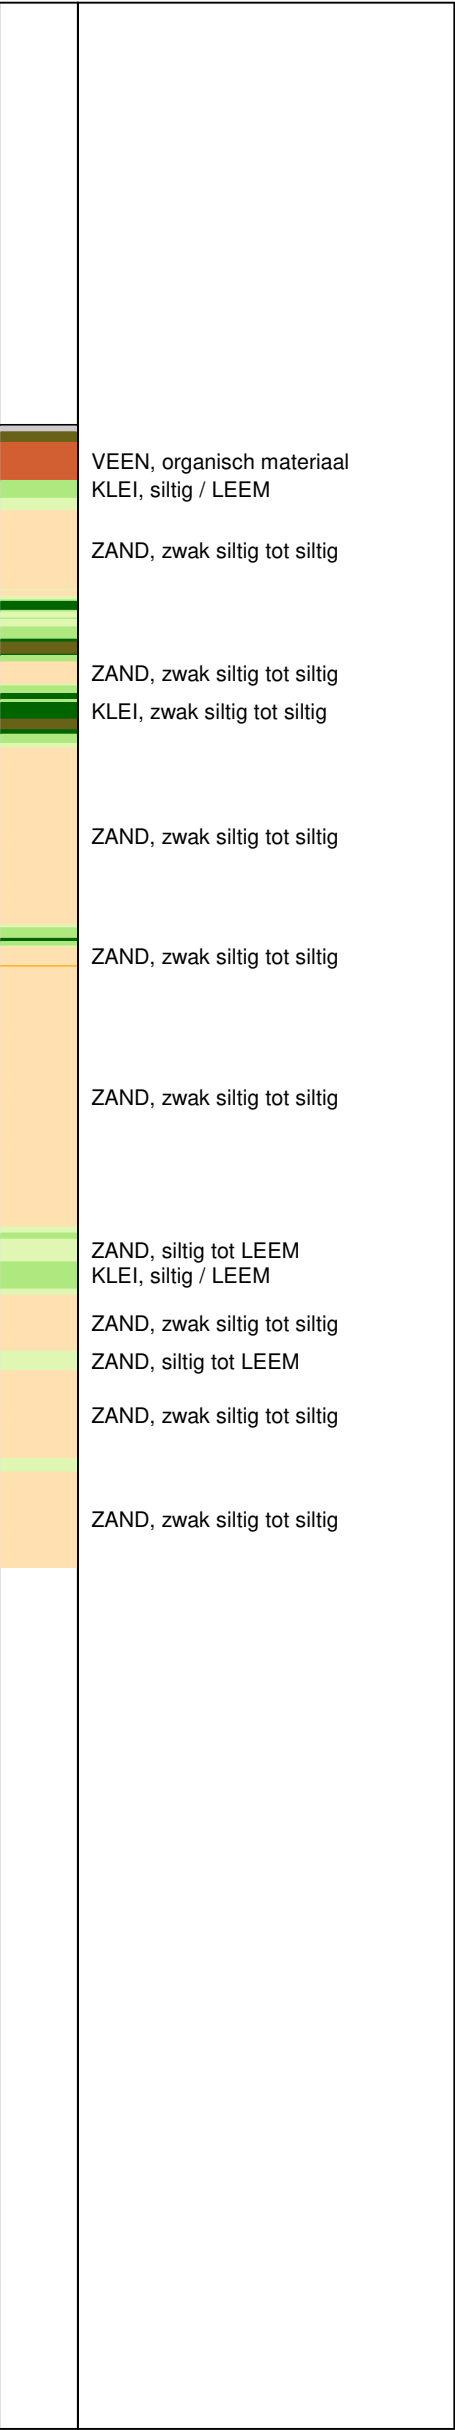 VEEN, organisch materiaal
KLEI, siltig / LEEM
ZAND, zwak siltig tot siltig
ZAND, zwak siltig tot siltig
KLEI, zwak siltig tot siltig
ZAND, zwak siltig tot siltig
ZAND, zwak siltig tot siltig
ZAND, zwak siltig tot siltig
ZAND, siltig tot LEEM
KLEI, siltig / LEEM
ZAND, zwak siltig tot siltig
ZAND, siltig tot LEEM
ZAND, zwak siltig tot siltig
ZAND, zwak siltig tot siltig